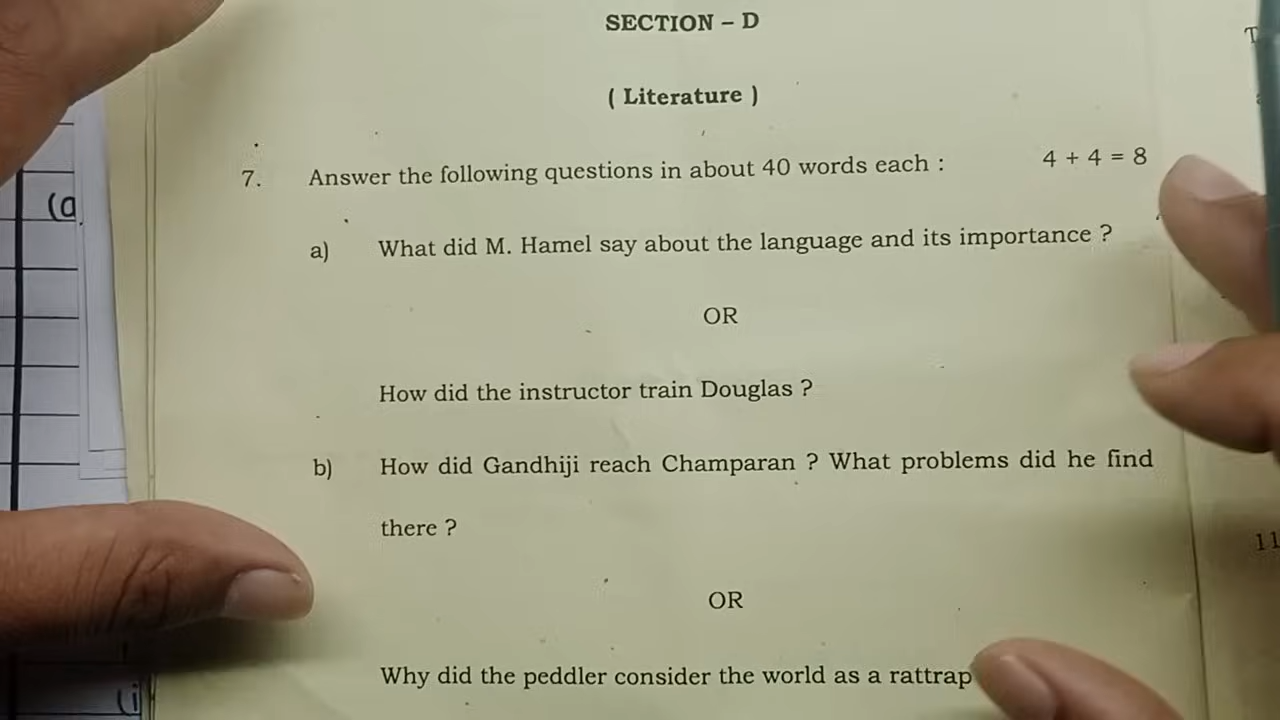 SECTION – D
( Literature )
7. Answer the following questions in about 40 words each : 4 + 4 = 8
a) What did M. Hamel say about the language and its importance ?
OR
How did the instructor train Douglas ?
b) How did Gandhiji reach Champaran ? What problems did he find
there ?
OR
Why did the peddler consider the world as a rattrap
(a
(i
11
T